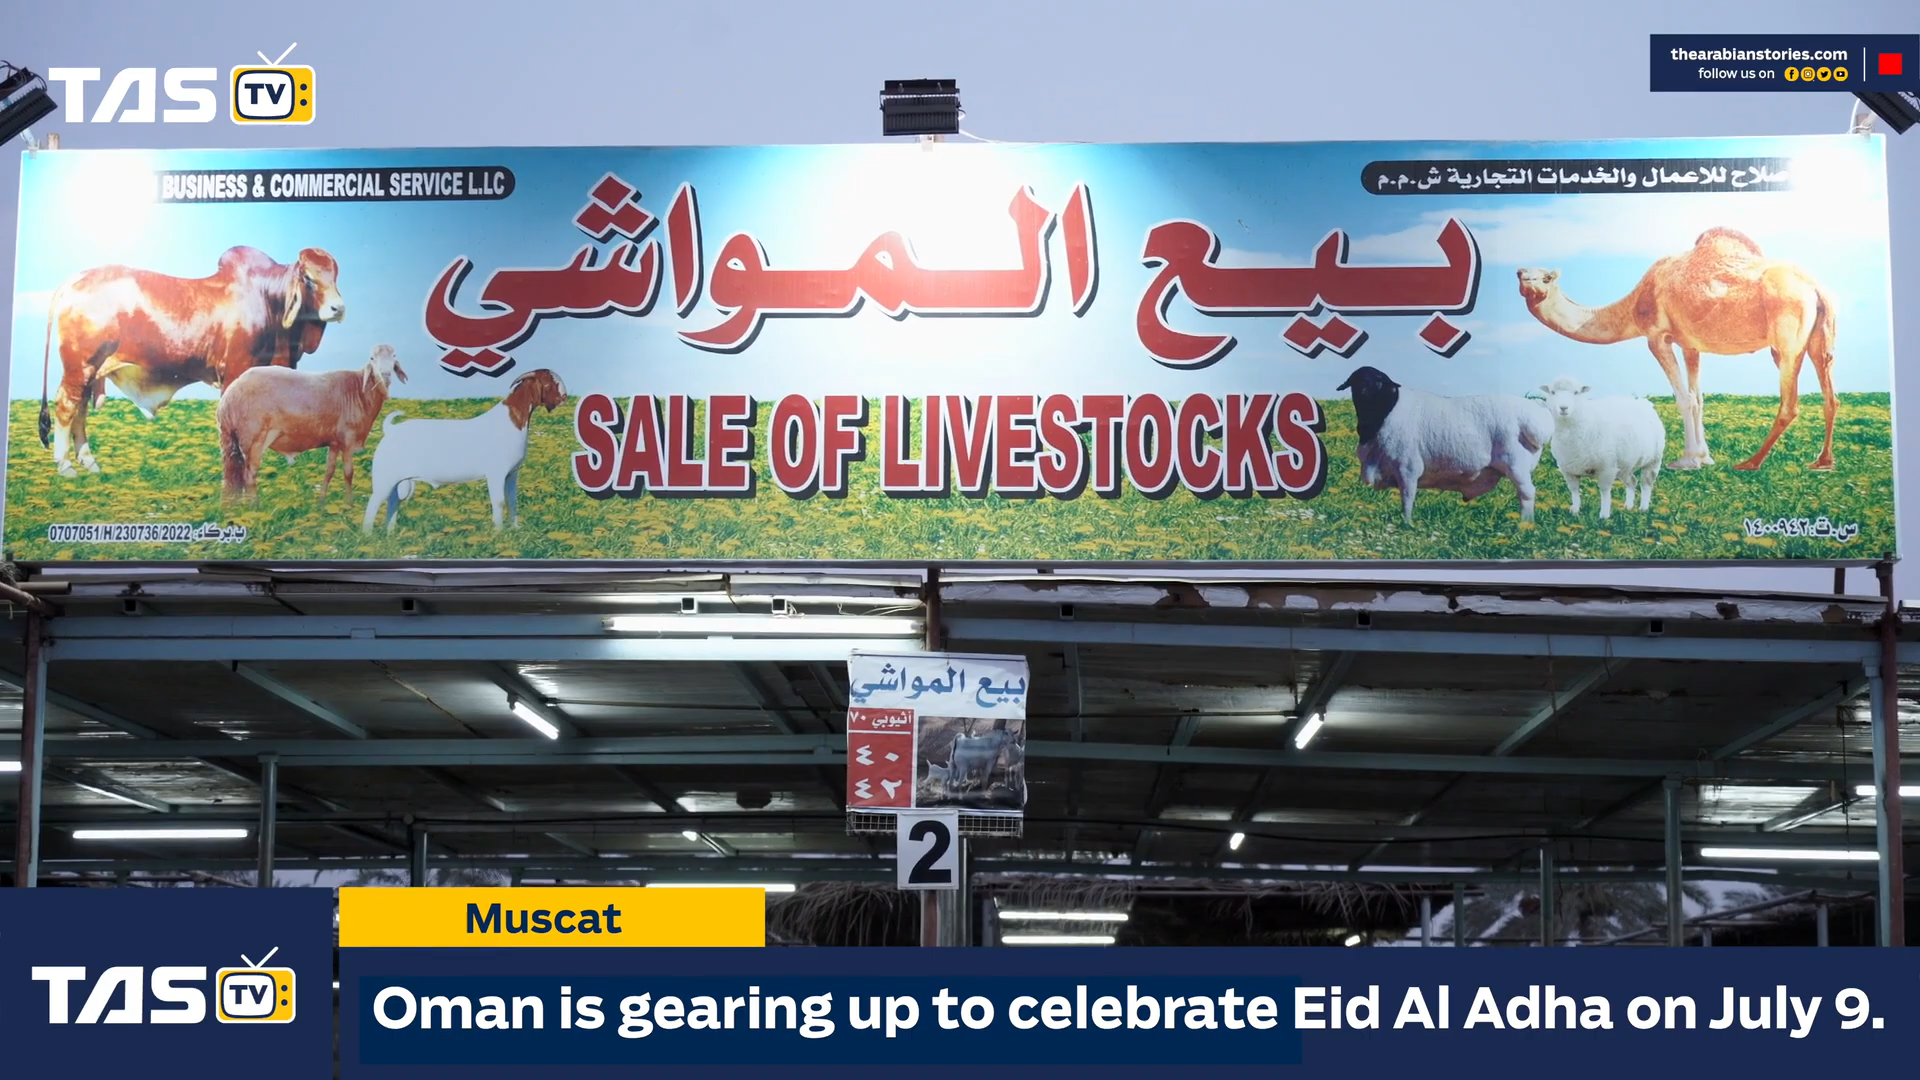 TAS TV
thearabianstories.com
follow us on
BUSINESS & COMMERCIAL SERVICE L.LC
صلاح للاعمال والخدمات التجارية ش.م.م
بيع المواشي
SALE OF LIVESTOCKS
0707051/H/230736/2022 :ب.بركاء
س.ت: ١٤٠٠٩٤٢
بيع المواشي
أثيوبي ٧٠
٤٠
٤٢
2
Muscat
TAS TV
Oman is gearing up to celebrate Eid Al Adha on July 9.